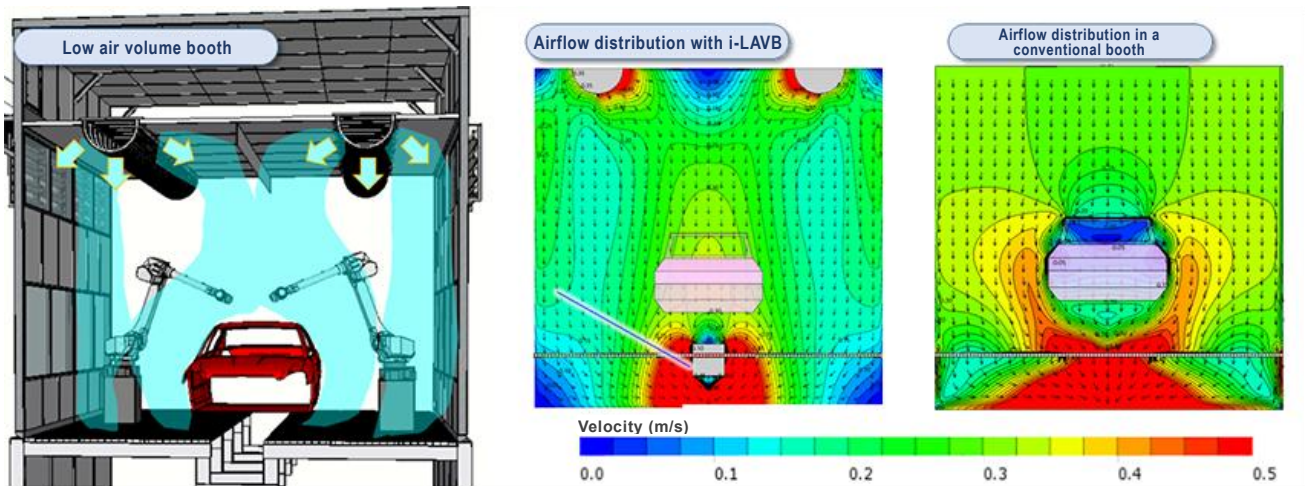 Low air volume booth
Airflow distribution with i-LAVB
Airflow distribution in a
conventional booth
Velocity (m/s)
0.0 0.1 0.2 0.3 0.4 0.5